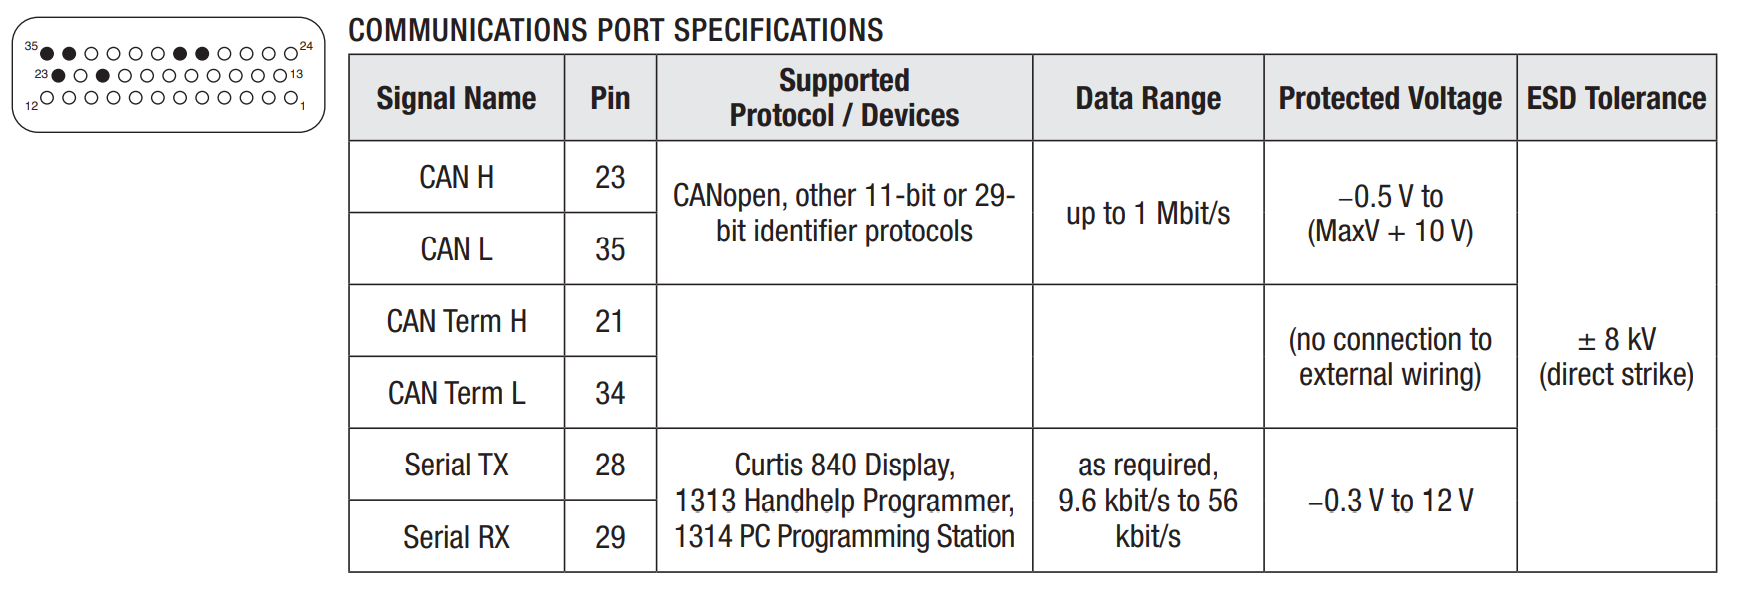 COMMUNICATIONS PORT SPECIFICATIONS
35
24
23
13
12
1
Signal Name
Pin
Supported
Protocol / Devices
Data Range
Protected Voltage
ESD Tolerance
CAN H
23
CANopen, other 11-bit or 29-
bit identifier protocols
up to 1 Mbit/s
–0.5 V to
(MaxV + 10 V)
± 8 kV
(direct strike)
CAN L
35
CAN Term H
21
(no connection to
external wiring)
CAN Term L
34
Serial TX
28
Curtis 840 Display,
1313 Handhelp Programmer,
1314 PC Programming Station
as required,
9.6 kbit/s to 56
kbit/s
–0.3 V to 12 V
Serial RX
29